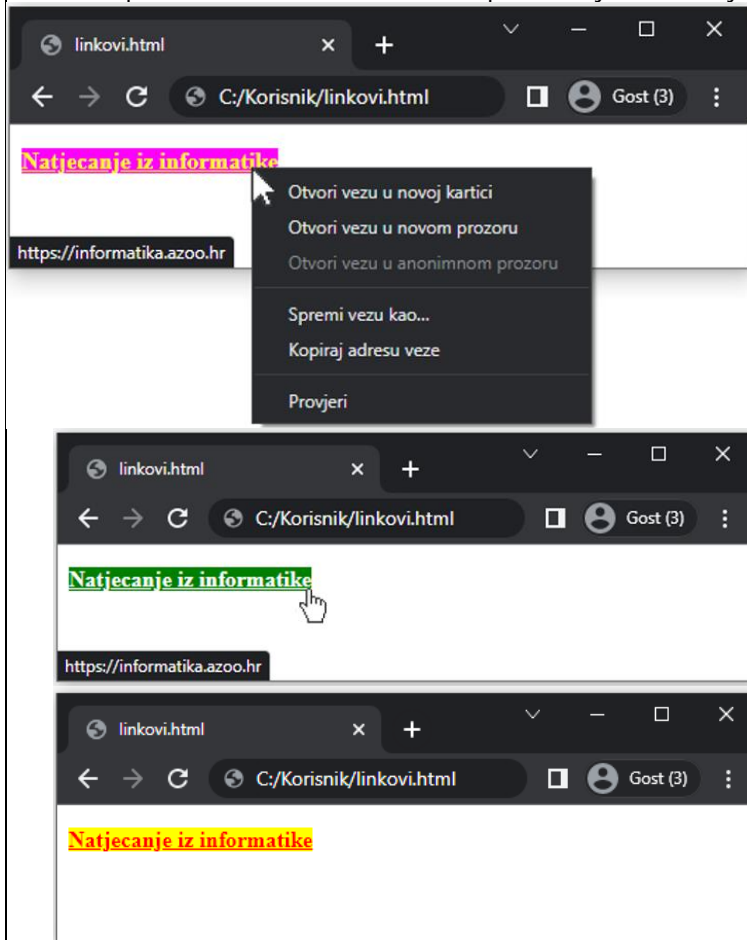 linkovi.html
C:/Korisnik/linkovi.html Gost (3)
Natjecanje iz informatike
Otvori vezu u novoj kartici
Otvori vezu u novom prozoru
Otvori vezu u anonimnom prozoru
Spremi vezu kao...
Kopiraj adresu veze
Provjeri
https://informatika.azoo.hr
linkovi.html
C:/Korisnik/linkovi.html Gost (3)
Natjecanje iz informatike
https://informatika.azoo.hr
linkovi.html
C:/Korisnik/linkovi.html Gost (3)
Natjecanje iz informatike